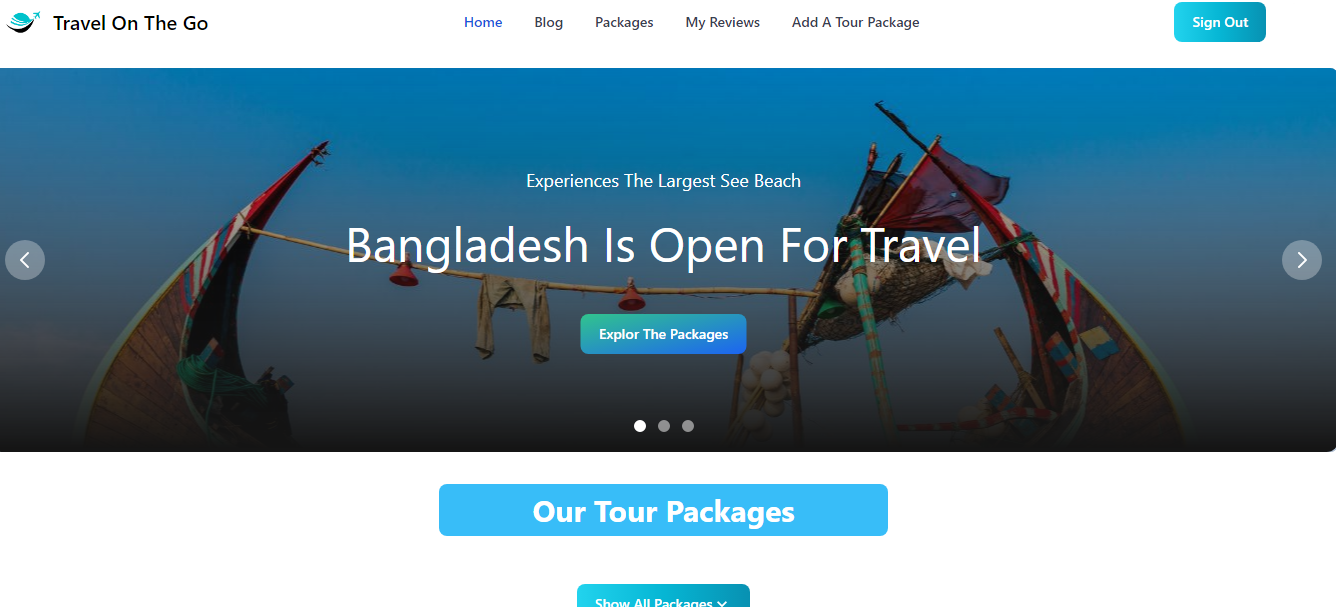 Travel On The Go
Home
Blog
Packages
My Reviews
Add A Tour Package
Sign Out
Experiences The Largest See Beach
Bangladesh Is Open For Travel
Explor The Packages
Our Tour Packages
Show All Packages